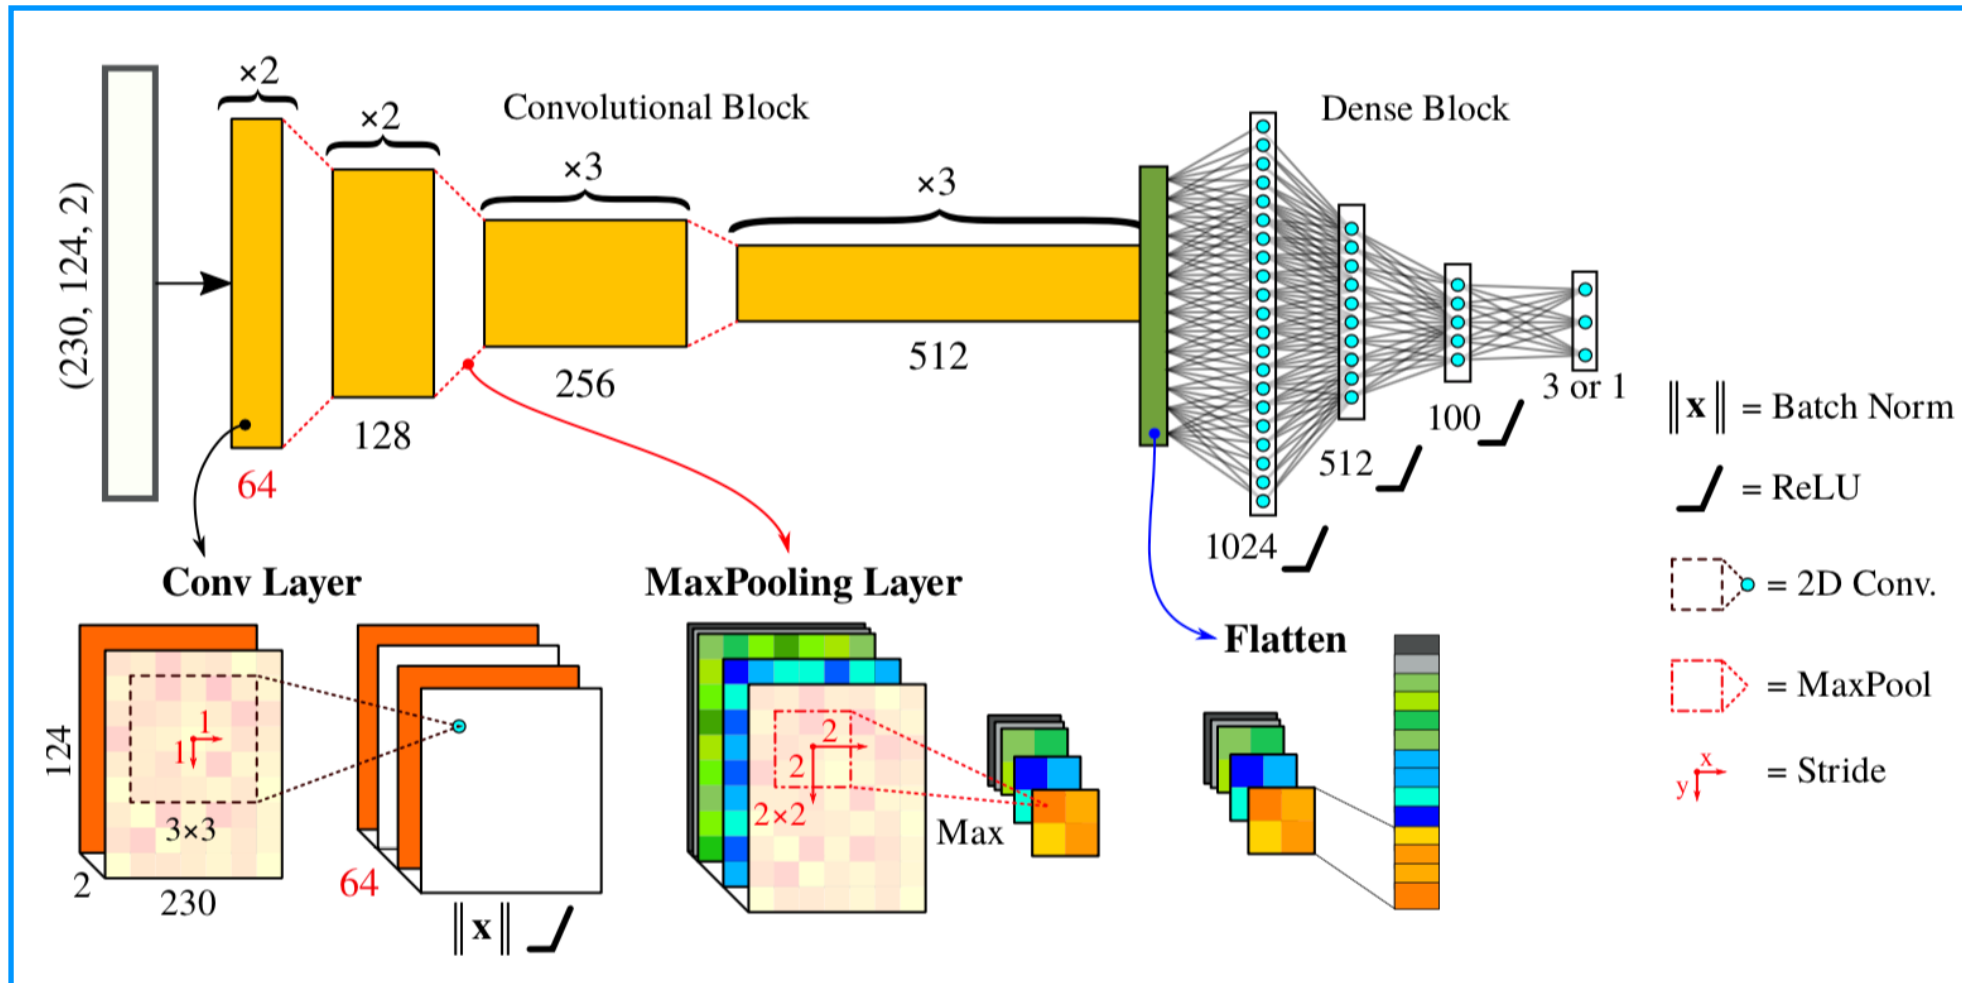 ×2
×2
Convolutional Block
Dense Block
×3
×3
(230, 124, 2)
64
128
256
512
1024
512
100
3 or 1
‖x‖ = Batch Norm
= ReLU
= 2D Conv.
= MaxPool
x
y
= Stride
Conv Layer
124
1
1
3×3
2
230
64
‖x‖
MaxPooling Layer
2
2
2×2
Max
Flatten